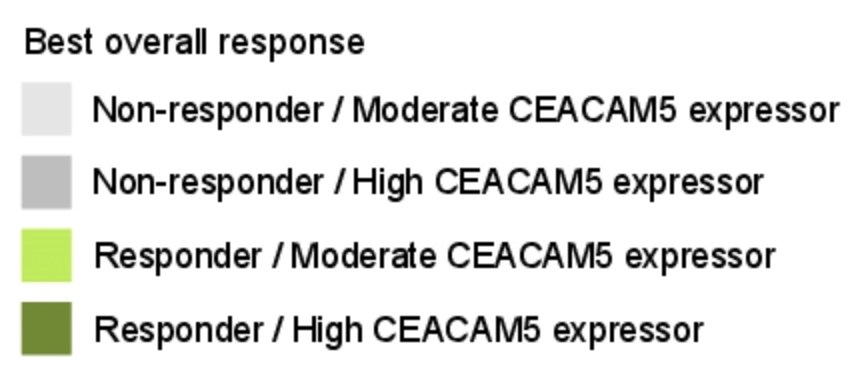 Best overall response
Non-responder / Moderate CEACAM5 expressor
Non-responder / High CEACAM5 expressor
Responder / Moderate CEACAM5 expressor
Responder / High CEACAM5 expressor